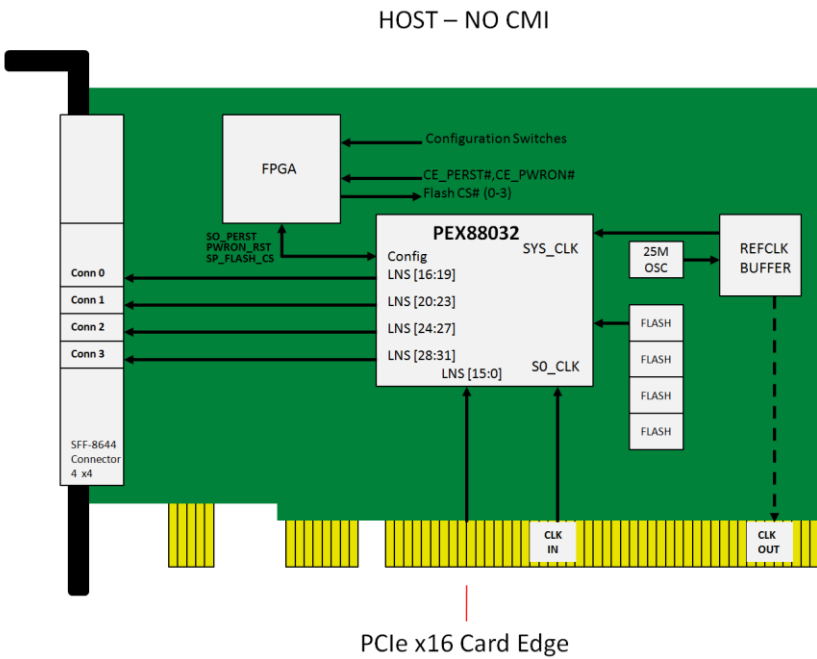 HOST – NO CMI
Configuration Switches
FPGA
CE_PERST#,CE_PWRON#
Flash CS# (0-3)
SO_PERST
PWRON_RST
SP_FLASH_CS
PEX88032
SYS_CLK
Config
LNS [16:19]
LNS [20:23]
LNS [24:27]
LNS [28:31]
LNS [15:0]
S0_CLK
25M
OSC
REFCLK
BUFFER
FLASH
FLASH
FLASH
FLASH
Conn 0
Conn 1
Conn 2
Conn 3
SFF-8644
Connector
4 x4
CLK
IN
CLK
OUT
PCIe x16 Card Edge